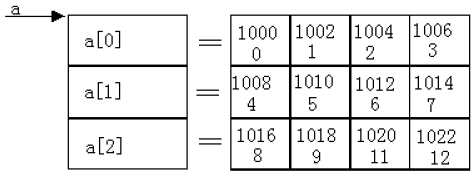 a
a[0] = 1000 1002 1004 1006
0 1 2 3
a[1] = 1008 1010 1012 1014
4 5 6 7
a[2] = 1016 1018 1020 1022
8 9 11 12